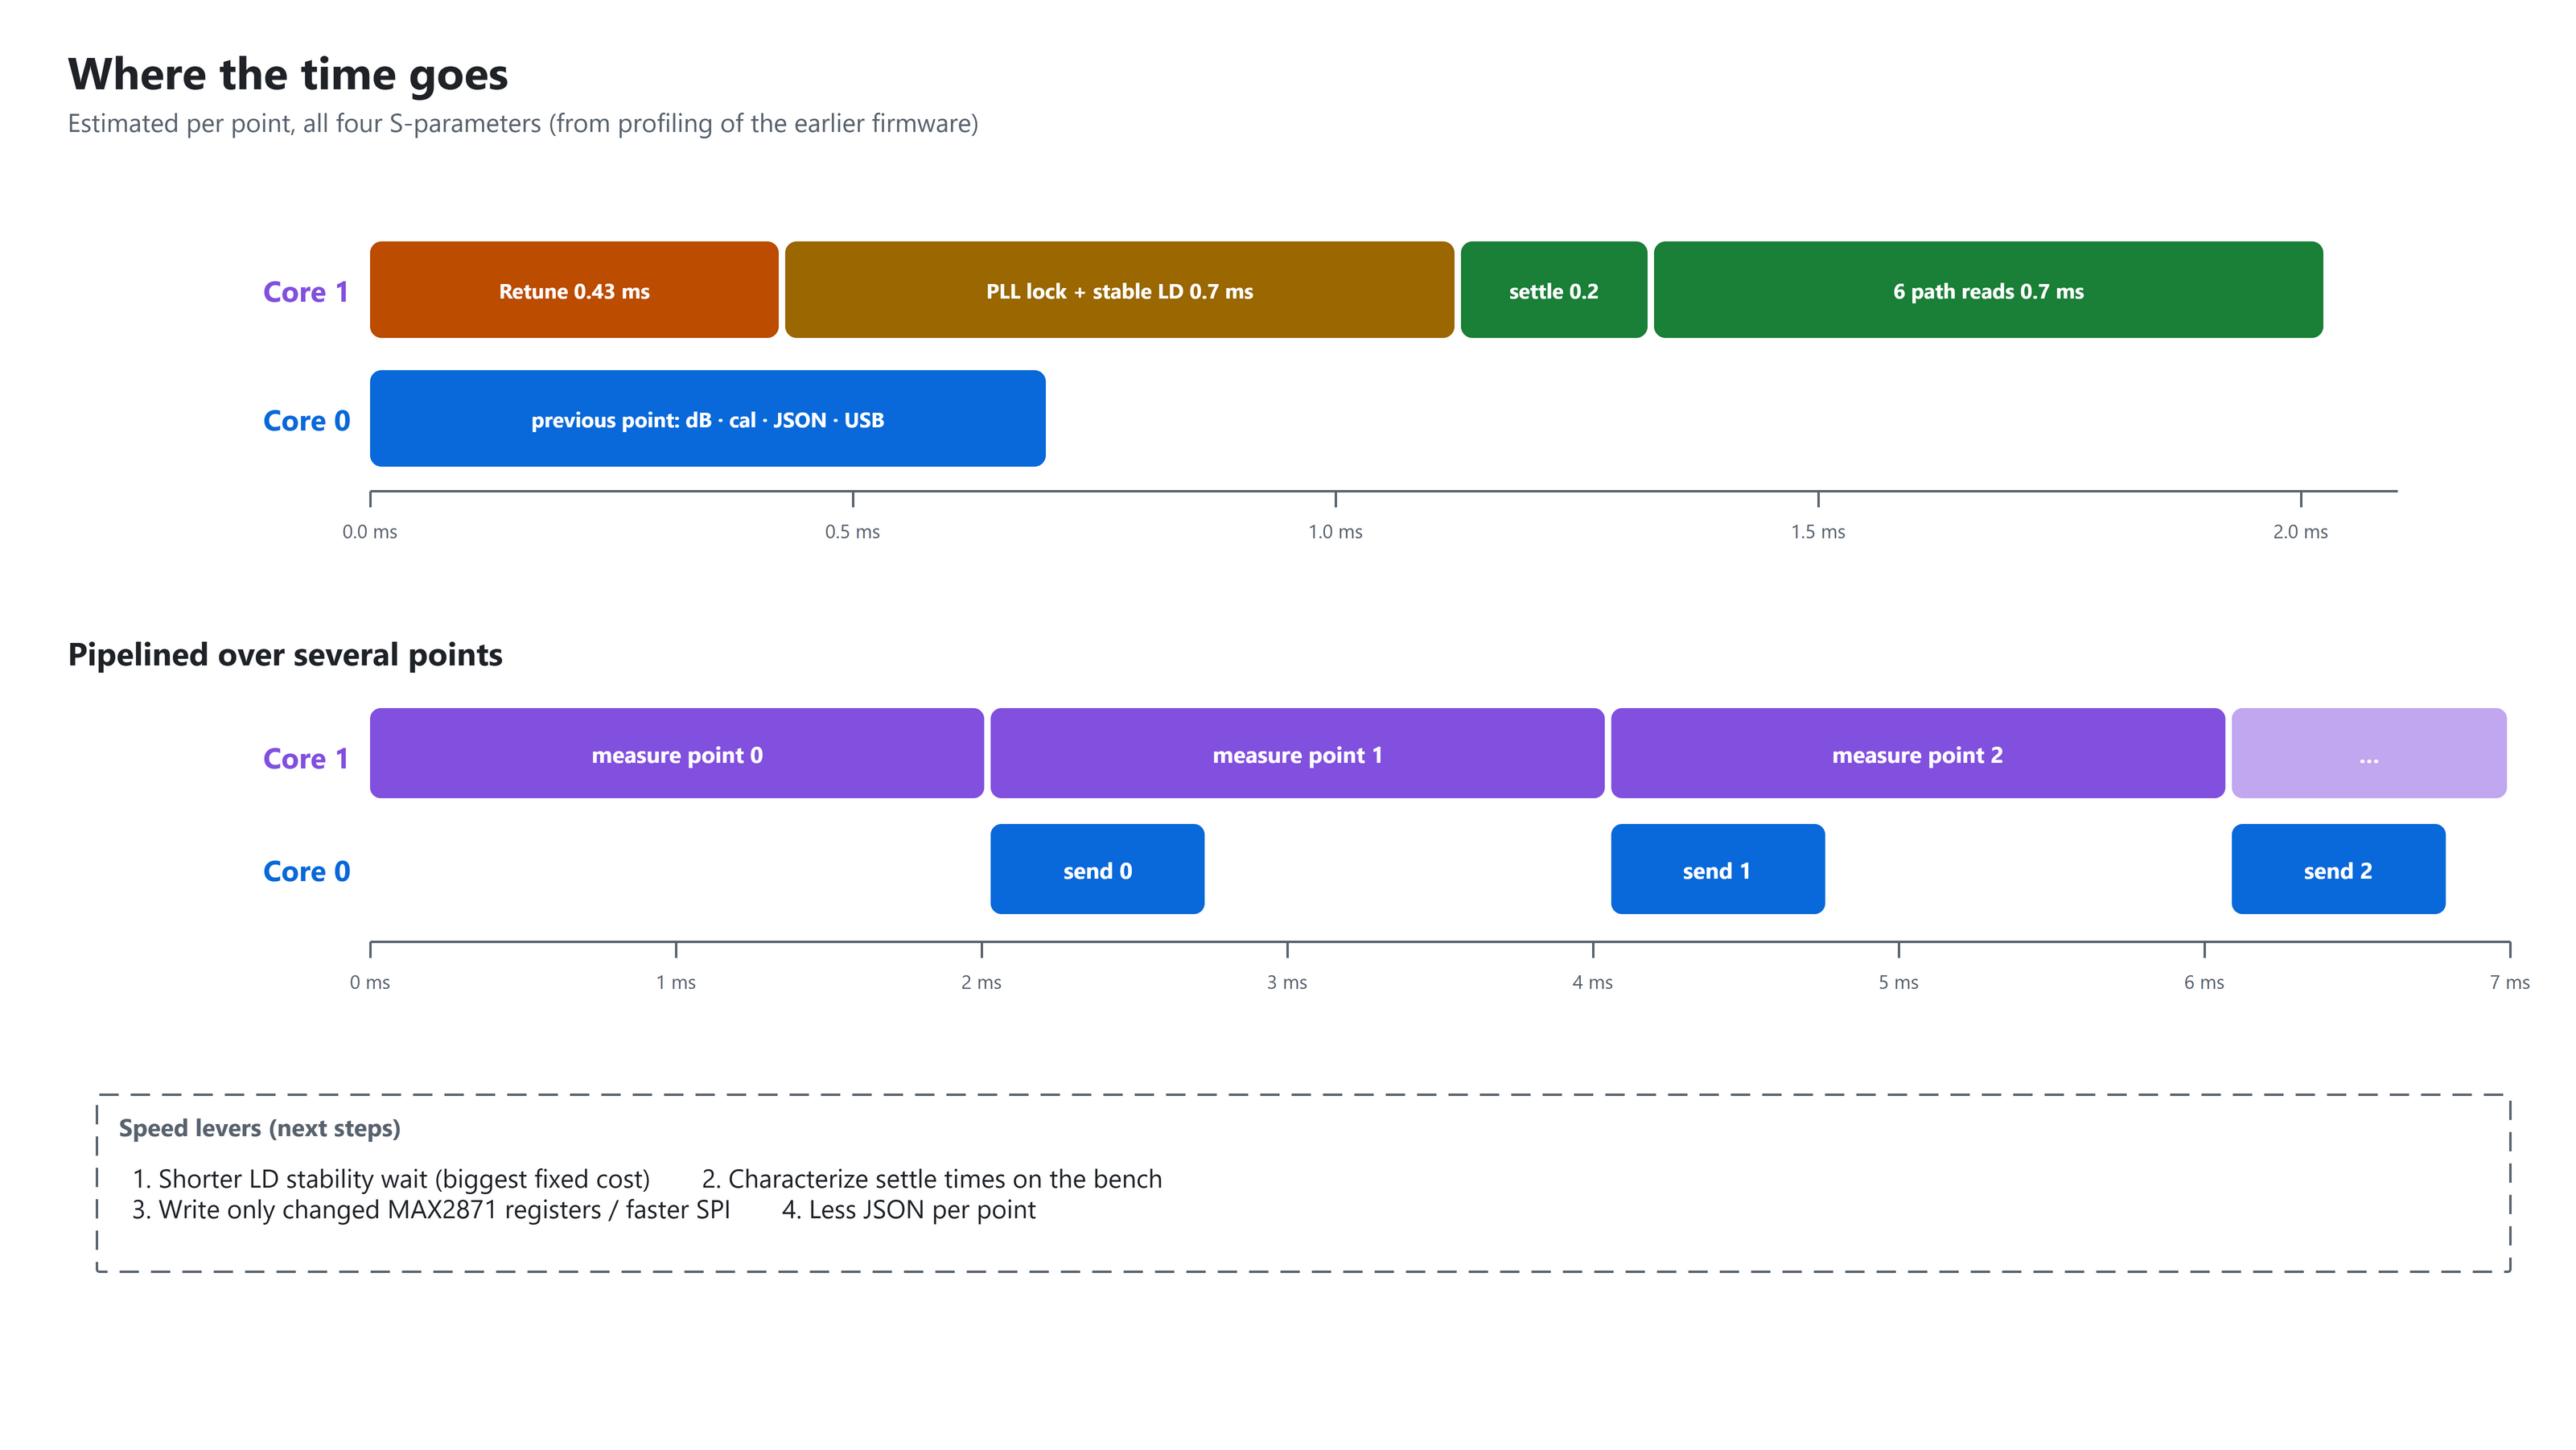 Where the time goes
Estimated per point, all four S-parameters (from profiling of the earlier firmware)
Core 1
Retune 0.43 ms
PLL lock + stable LD 0.7 ms
settle 0.2
6 path reads 0.7 ms
Core 0
previous point: dB · cal · JSON · USB
0.0 ms
0.5 ms
1.0 ms
1.5 ms
2.0 ms
Pipelined over several points
Core 1
measure point 0
measure point 1
measure point 2
...
Core 0
send 0
send 1
send 2
0 ms
1 ms
2 ms
3 ms
4 ms
5 ms
6 ms
7 ms
Speed levers (next steps)
1. Shorter LD stability wait (biggest fixed cost) 2. Characterize settle times on the bench
3. Write only changed MAX2871 registers / faster SPI 4. Less JSON per point